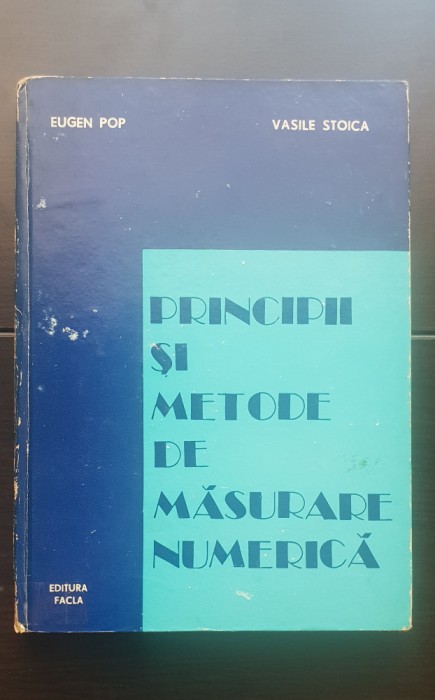 EUGEN POP
VASILE STOICA
PRINCIPII
ŞI
METODE
DE
MĂSURARE
NUMERICĂ
EDITURA
FACLA